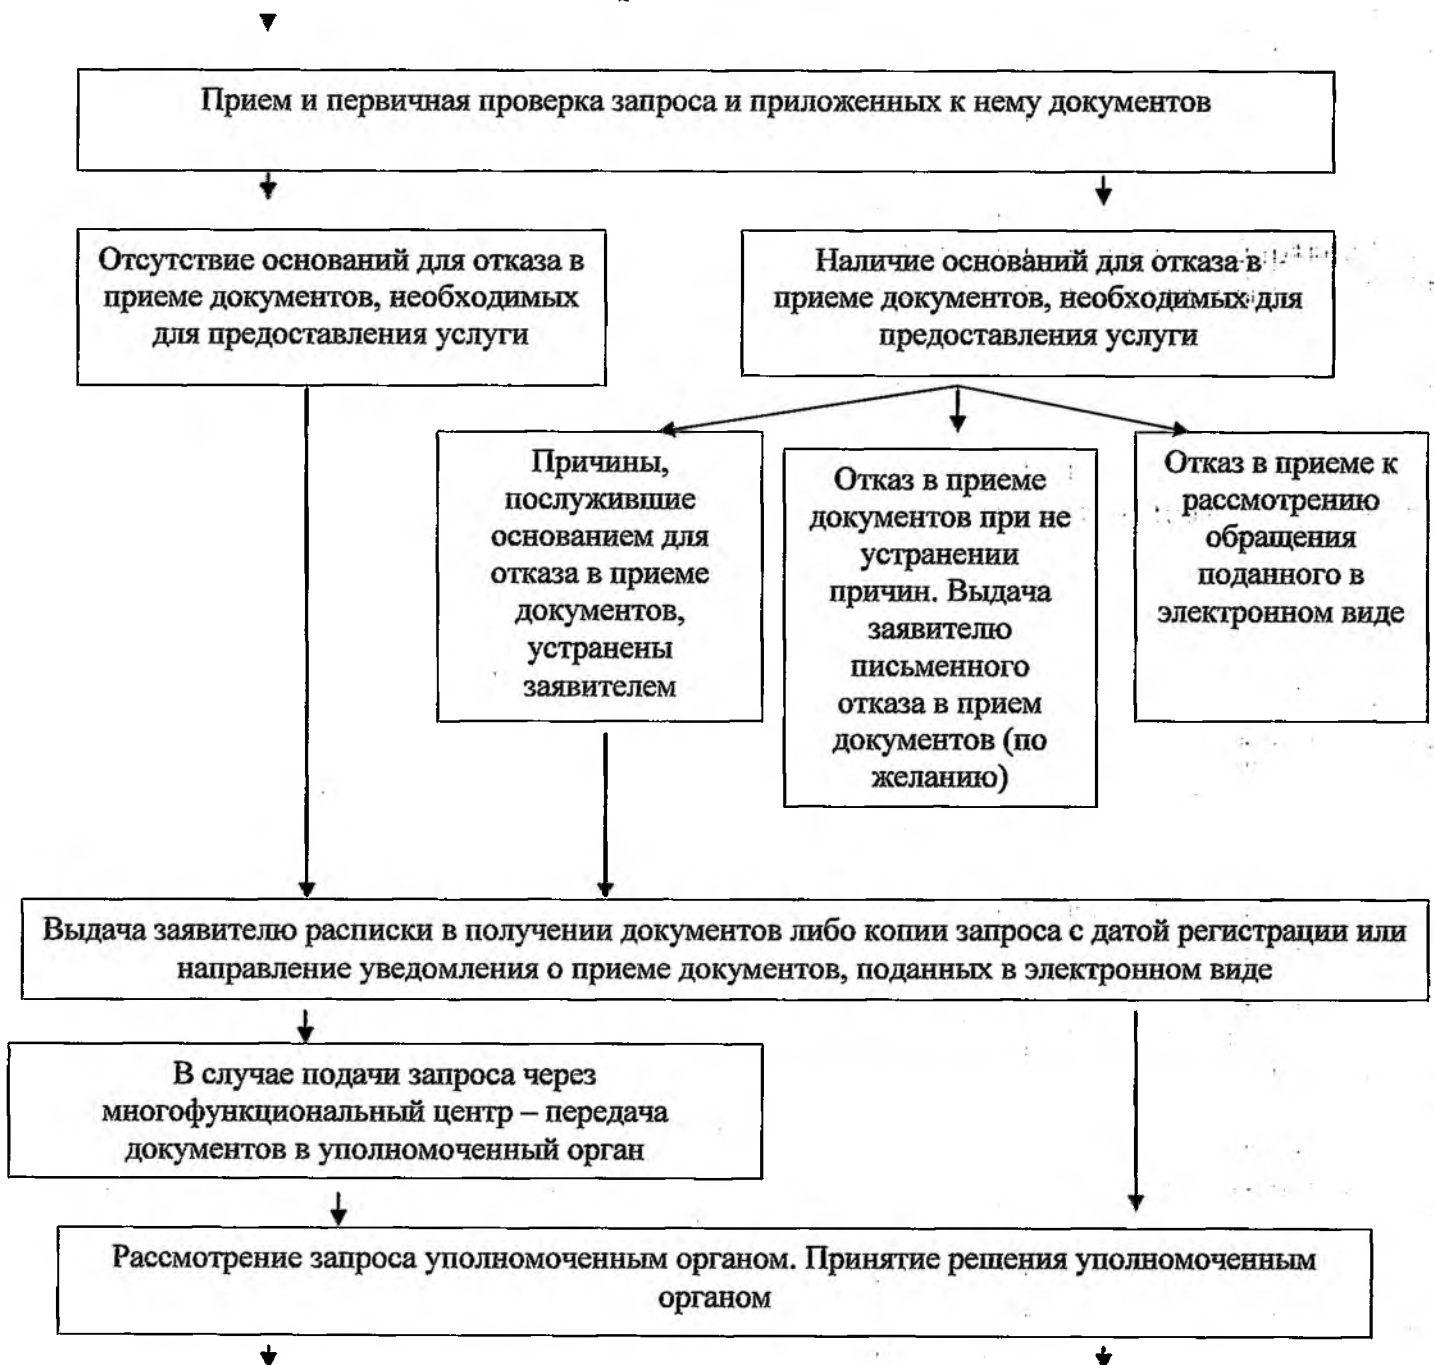 Прием и первичная проверка запроса и приложенных к нему документов
Отсутствие оснований для отказа в
приеме документов, необходимых
для предоставления услуги
Наличие оснований для отказа в
приеме документов, необходимых для
предоставления услуги
Причины,
послужившие
основанием для
отказа в приеме
документов,
устранены
заявителем
Отказ в приеме
документов при не
устранении
причин. Выдача
заявителю
письменного
отказа в прием
документов (по
желанию)
Отказ в приеме к
рассмотрению
обращения
поданного в
электронном виде
Выдача заявителю расписки в получении документов либо копии запроса с датой регистрации или
направление уведомления о приеме документов, поданных в электронном виде
В случае подачи запроса через
многофункциональный центр – передача
документов в уполномоченный орган
Рассмотрение запроса уполномоченным органом. Принятие решения уполномоченным
органом